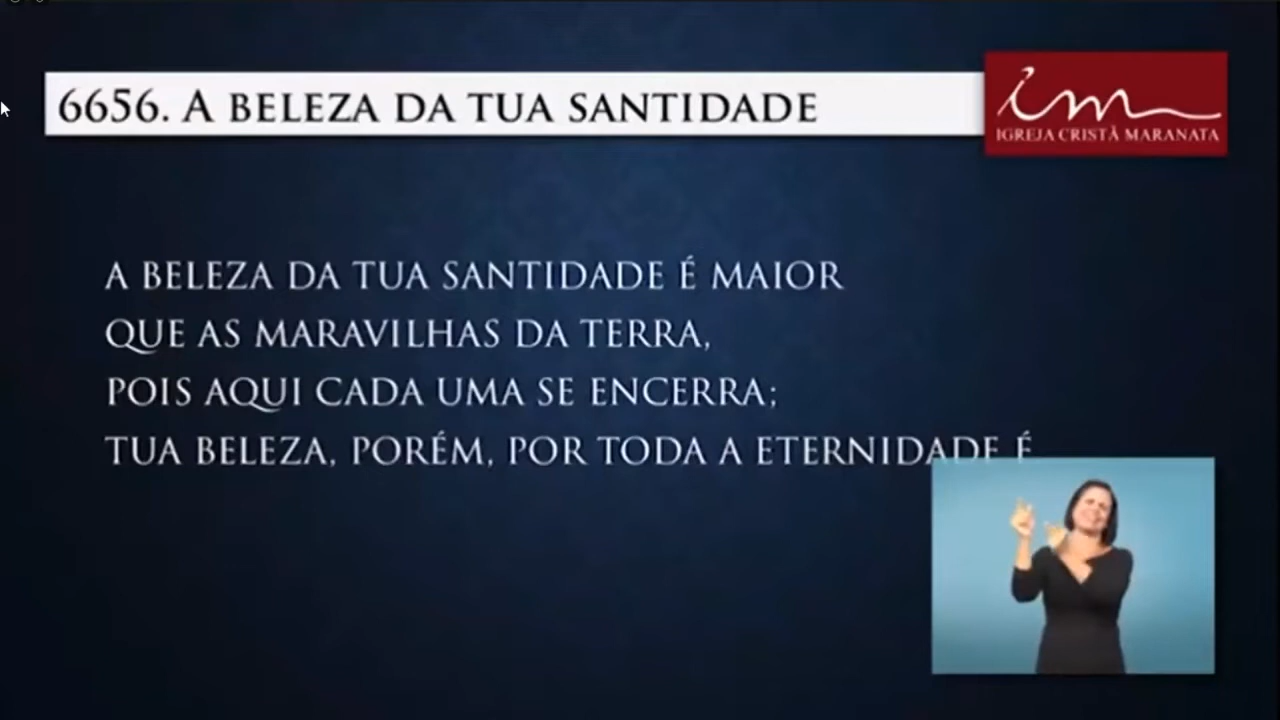 6656. A BELEZA DA TUA SANTIDADE
im
IGREJA CRISTÃ MARANATA
A BELEZA DA TUA SANTIDADE É MAIOR
QUE AS MARAVILHAS DA TERRA,
POIS AQUI CADA UMA SE ENCERRA;
TUA BELEZA, PORÉM, POR TODA A ETERNIDADE É